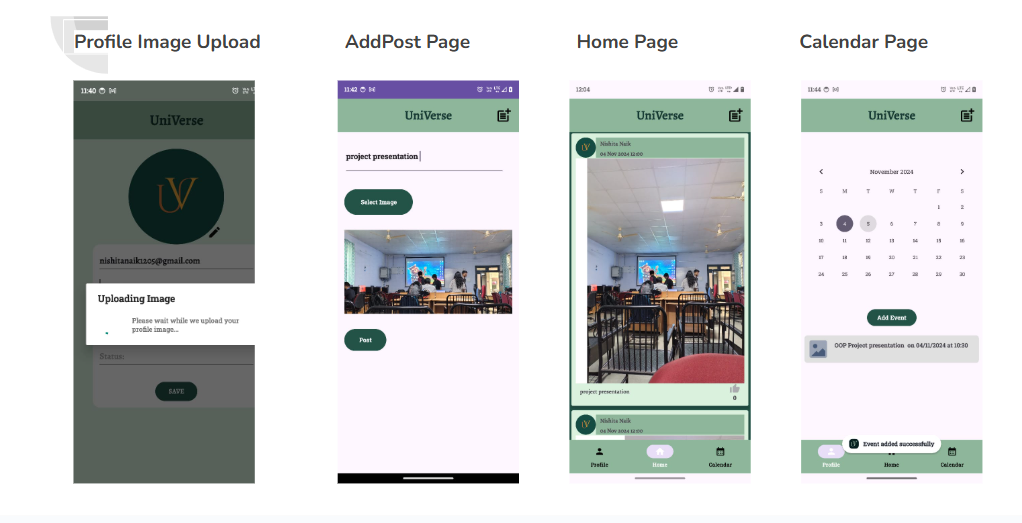 Profile Image Upload
AddPost Page
Home Page
Calendar Page
11:40
UniVerse
UV
nishitanaik1205@gmail.com
Uploading Image
Please wait while we upload your
profile image...
Status:
SAVE
11:42
UniVerse
project presentation
Select Image
Post
12:04
UniVerse
Nishita Naik
04 Nov 2024 12:00
project presentation
0
Nishita Naik
04 Nov 2024 12:00
Profile
Home
Calendar
11:44
UniVerse
November 2024
S M T W T F S
1 2
3 4 5 6 7 8 9
10 11 12 13 14 15 16
17 18 19 20 21 22 23
24 25 26 27 28 29 30
Add Event
OOP Project presentation on 04/11/2024 at 10:30
Event added successfully
Profile
Home
Calendar